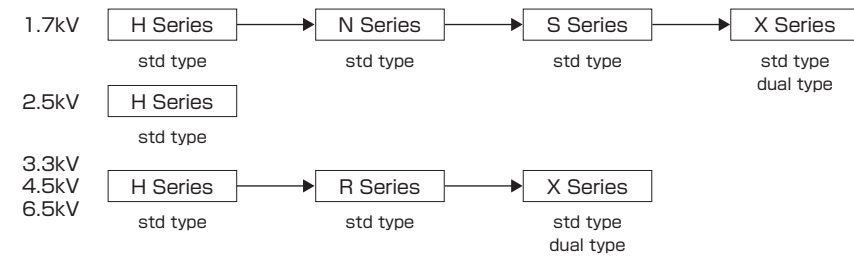 1.7kV H Series N Series S Series X Series
std type std type std type std type
dual type
2.5kV H Series
std type
3.3kV
4.5kV H Series R Series X Series
6.5kV
std type std type std type
dual type